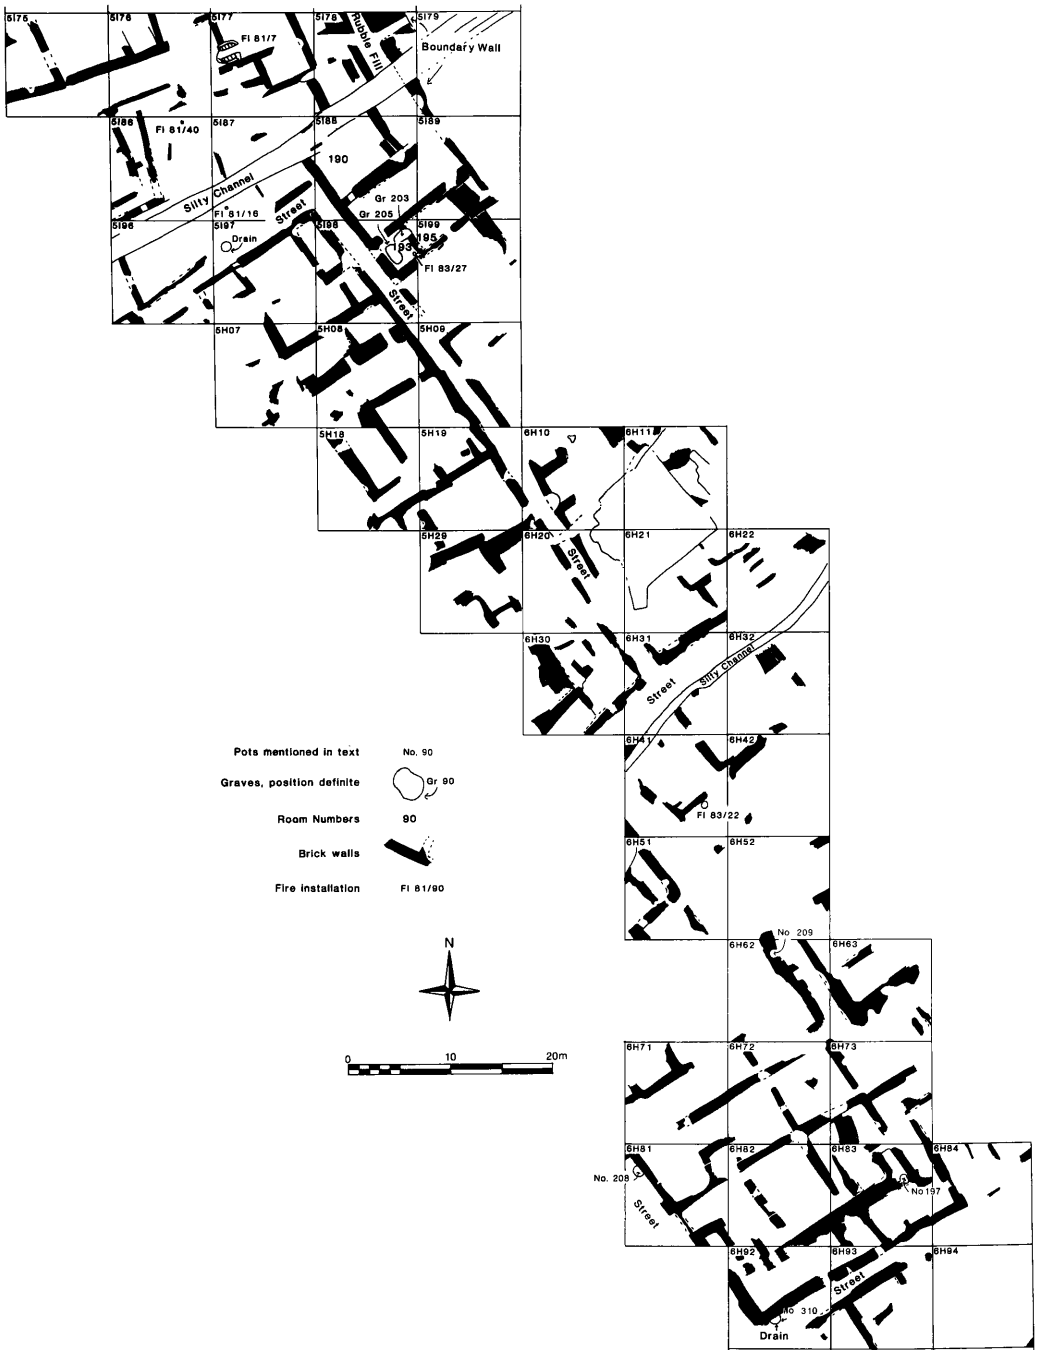 5I75 5I76 5I77 5I78 5I79
FI 81/7
Rubble Fill
Boundary Wall
5I86 5I87 5I88 5I89
FI 81/40
190
Silty Channel
Gr 203
Street
FI 81/16
Gr 205
5I96 5I97 5I98 5I99
Drain
195
193
FI 83/27
Street
5H07 5H08 5H09
5H18 5H19 6H10 6H11
5H29 6H20 6H21 6H22
Street
6H30 6H31 6H32
Silty Channel
Street
6H41 6H42
Pots mentioned in text No. 90
Graves, position definite Gr 90
Room Numbers 90
Brick walls
Fire installation FI 81/90
FI 83/22
6H51 6H52
No 209
6H62 6H63
N
6H71 6H72 6H73
0 10 20m
6H81 6H82 6H83 6H84
No. 208
No 197
Street
6H92 6H93 6H94
Street
No 310
Drain